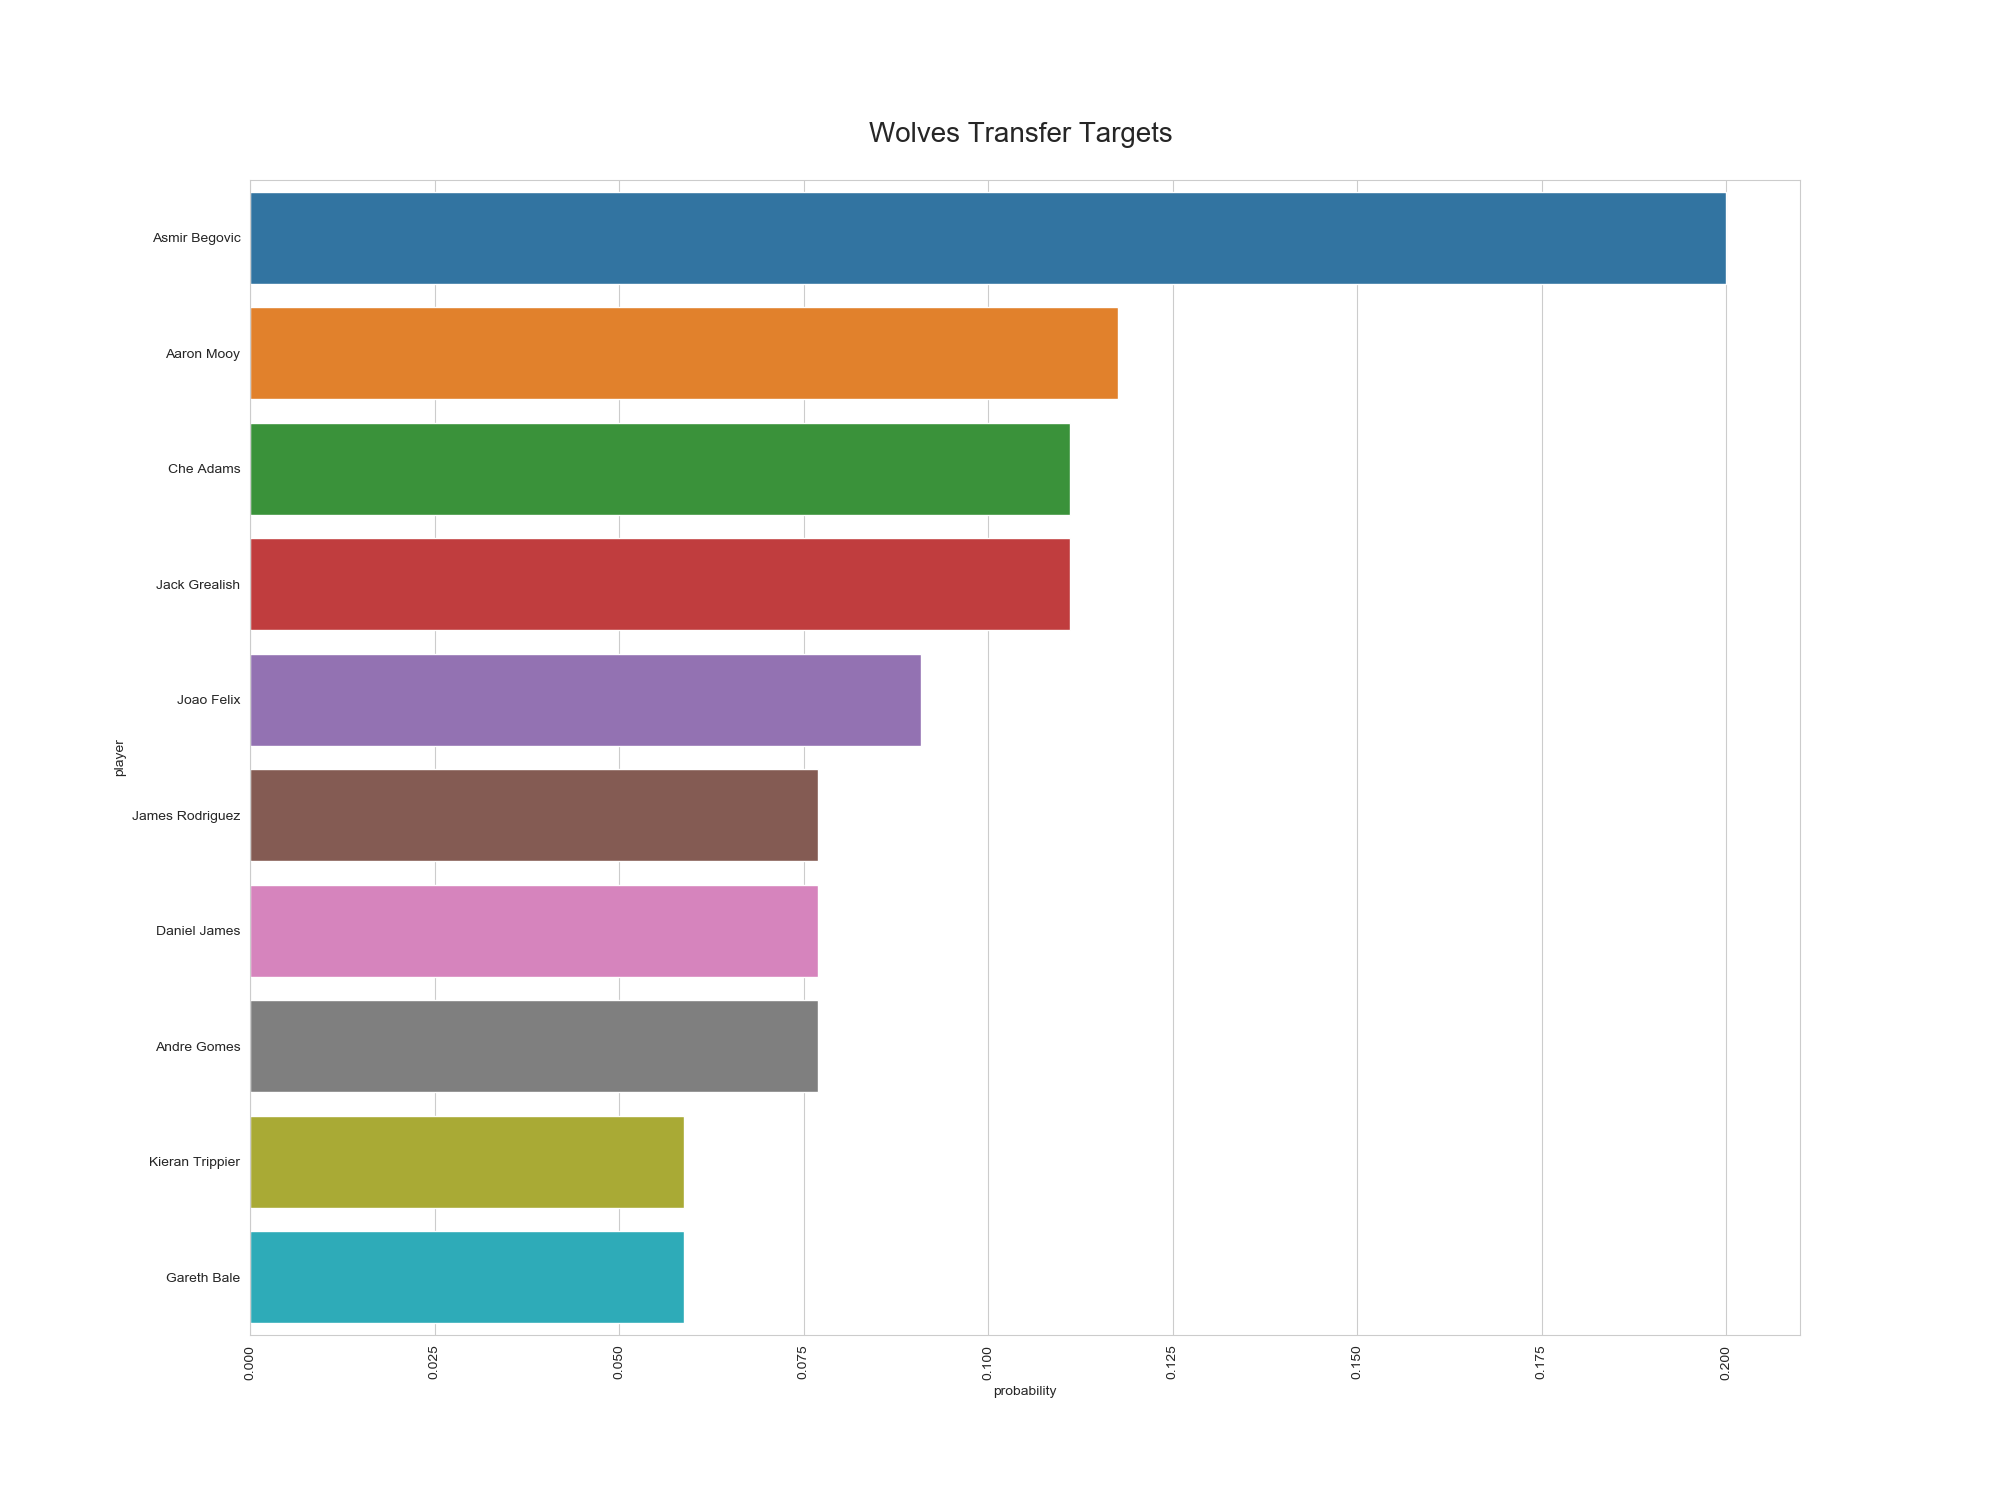 Wolves Transfer Targets
Asmir Begovic
Aaron Mooy
Che Adams
Jack Grealish
Joao Felix
James Rodriguez
Daniel James
Andre Gomes
Kieran Trippier
Gareth Bale
player
0.000
0.025
0.050
0.075
0.100
0.125
0.150
0.175
0.200
probability